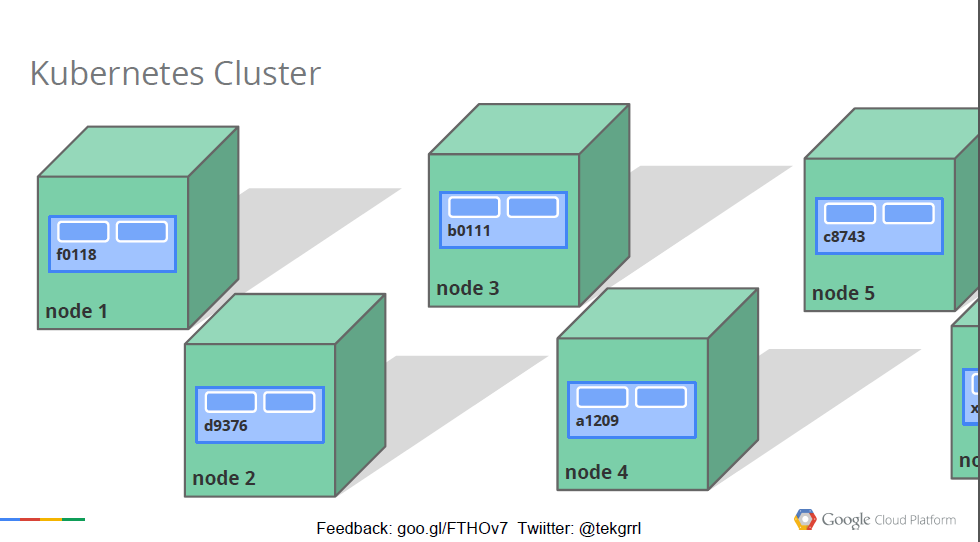 Kubernetes Cluster
f0118
node 1
b0111
node 3
c8743
node 5
d9376
node 2
a1209
node 4
x
no
Feedback: goo.gl/FTHOv7 Twiitter: @tekgrrl
Google Cloud Platform